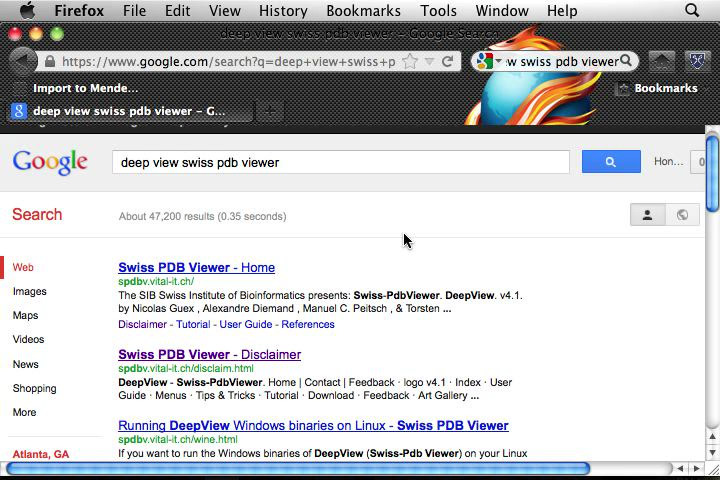 Firefox File Edit View History Bookmarks Tools Window Help
deep view swiss pdb viewer – Google Search
https://www.google.com/search?q=deep+view+swiss+p
w swiss pdb viewer
Import to Mende...
Bookmarks
deep view swiss pdb viewer – G...
Google
deep view swiss pdb viewer
Hon...
0
Search
About 47,200 results (0.35 seconds)
Web
Images
Maps
Videos
News
Shopping
More
Atlanta, GA
Swiss PDB Viewer - Home
spdbv.vital-it.ch/
The SIB Swiss Institute of Bioinformatics presents: Swiss-PdbViewer. DeepView. v4.1.
by Nicolas Guex , Alexandre Diemand , Manuel C. Peitsch , & Torsten ...
Disclaimer - Tutorial - User Guide - References
Swiss PDB Viewer - Disclaimer
spdbv.vital-it.ch/disclaim.html
DeepView - Swiss-PdbViewer. Home | Contact | Feedback · logo v4.1 · Index · User
Guide · Menus · Tips & Tricks · Tutorial · Download · Feedback · Art Gallery ...
Running DeepView Windows binaries on Linux - Swiss PDB Viewer
spdbv.vital-it.ch/wine.html
If you want to run the Windows binaries of DeepView (Swiss-Pdb Viewer) on your Linux